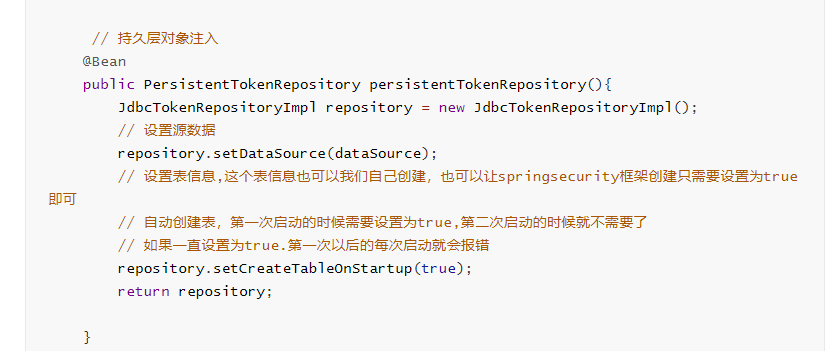 // 持久层对象注入
@Bean
public PersistentTokenRepository persistentTokenRepository(){
JdbcTokenRepositoryImpl repository = new JdbcTokenRepositoryImpl();
// 设置源数据
repository.setDataSource(dataSource);
// 设置表信息,这个表信息也可以我们自己创建，也可以让springsecurity框架创建只需要设置为true
即可
// 自动创建表，第一次启动的时候需要设置为true,第二次启动的时候就不需要了
// 如果一直设置为true.第一次以后的每次启动就会报错
repository.setCreateTableOnStartup(true);
return repository;
}